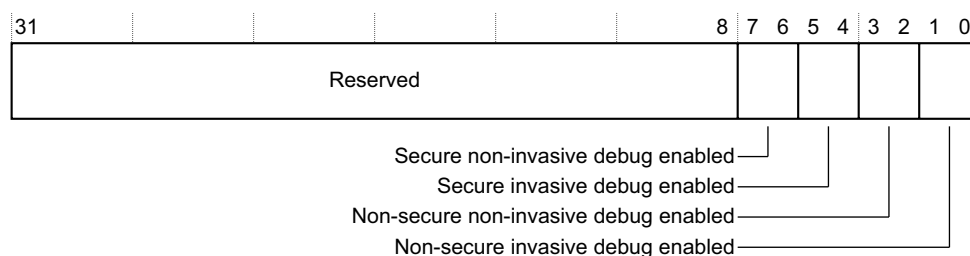 31 8 7 6 5 4 3 2 1 0
Reserved
Secure non-invasive debug enabled
Secure invasive debug enabled
Non-secure non-invasive debug enabled
Non-secure invasive debug enabled